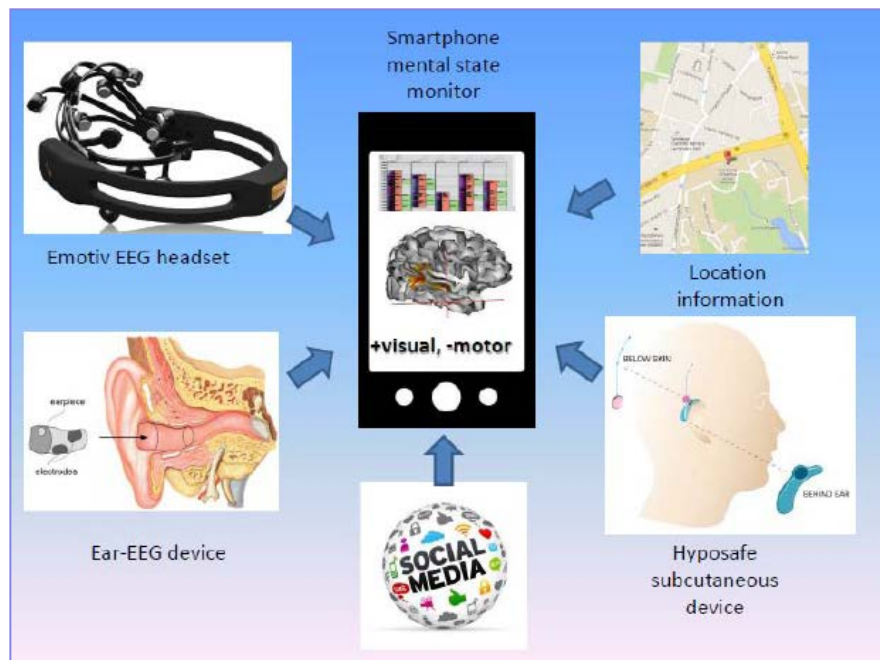 Smartphone
mental state
monitor
Emotiv EEG headset
Location
information
+visual, -motor
earpiece
electrodes
Ear-EEG device
BELOW SKIN
BEHIND EAR
Hyposafe
subcutaneous
device
SOCIAL
MEDIA